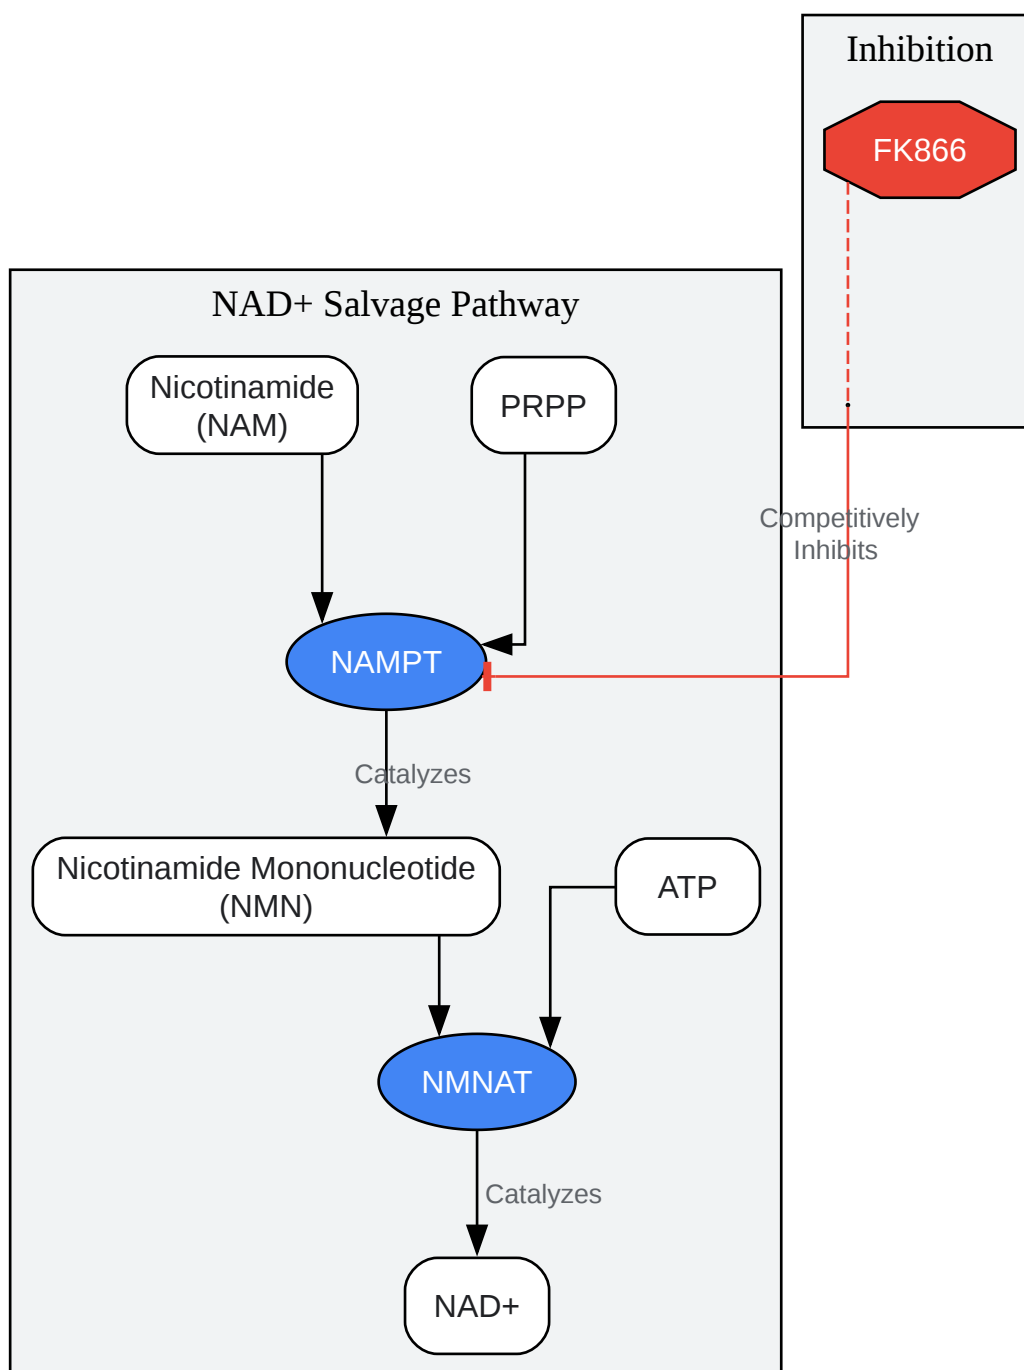 Inhibition
FK866
NAD+ Salvage Pathway
Nicotinamide
(NAM)
PRPP
Competitively
Inhibits
NAMPT
Catalyzes
Nicotinamide Mononucleotide
(NMN)
ATP
NMNAT
Catalyzes
NAD+